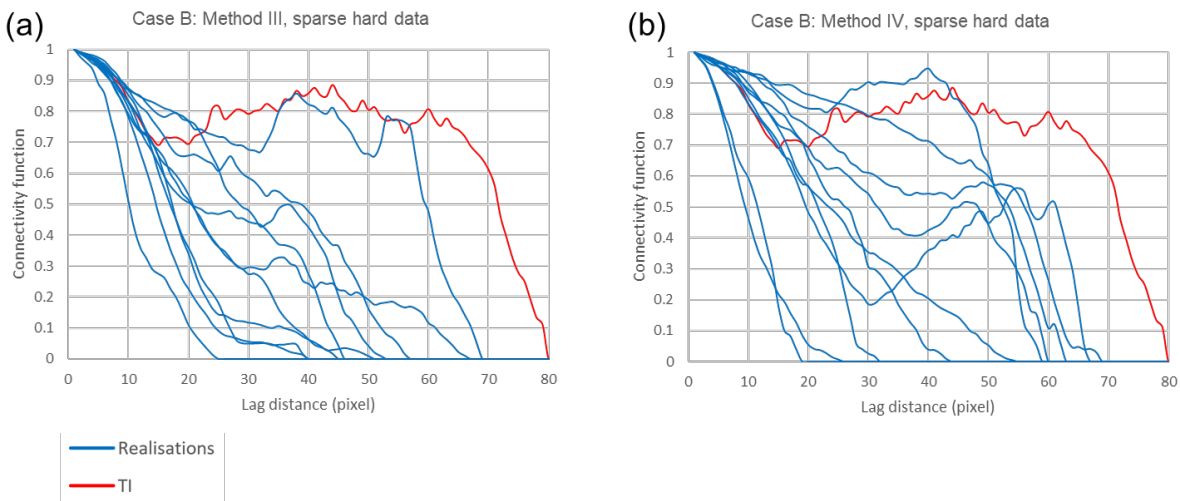 (a)
Case B: Method III, sparse hard data
Connectivity function
1
0.9
0.8
0.7
0.6
0.5
0.4
0.3
0.2
0.1
0
0 10 20 30 40 50 60 70 80
Lag distance (pixel)
Realisations
TI
(b)
Case B: Method IV, sparse hard data
Connectivity function
1
0.9
0.8
0.7
0.6
0.5
0.4
0.3
0.2
0.1
0
0 10 20 30 40 50 60 70 80
Lag distance (pixel)